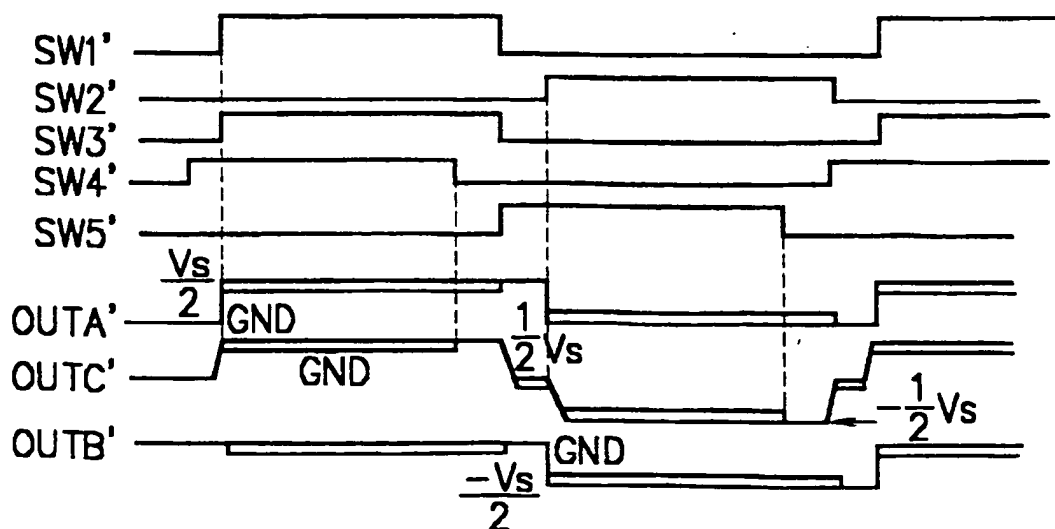 SW1'
SW2'
SW3'
SW4'
SW5'
Vs
2
OUTA'
GND
1
2
Vs
OUTC'
GND
-1
2
Vs
OUTB'
GND
-Vs
2